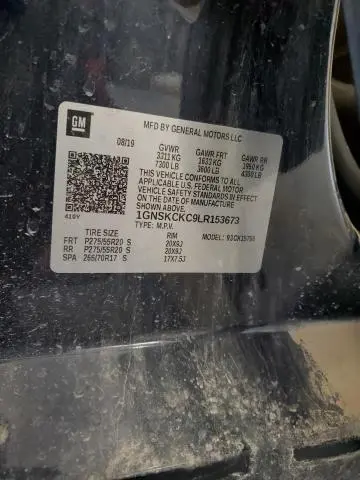 GM
MFD BY GENERAL MOTORS LLC
08/19 GVWR GAWR FRT GAWR RR
3311 KG 1633 KG 1950 KG
7300 LB 3600 LB 4300 LB
THIS VEHICLE CONFORMS TO ALL
APPLICABLE U.S. FEDERAL MOTOR
VEHICLE SAFETY STANDARDS IN EFFECT
ON THE DATE OF MANUFACTURE SHOWN ABOVE.
1GNSKCKC9LR153673
TYPE: M.P.V. MODEL:
TIRE SIZE RIM
FRT P275/55R20 S 20X9J
RR P275/55R20 S 20X9J
SPA 265/70R17 S 17X7.5J